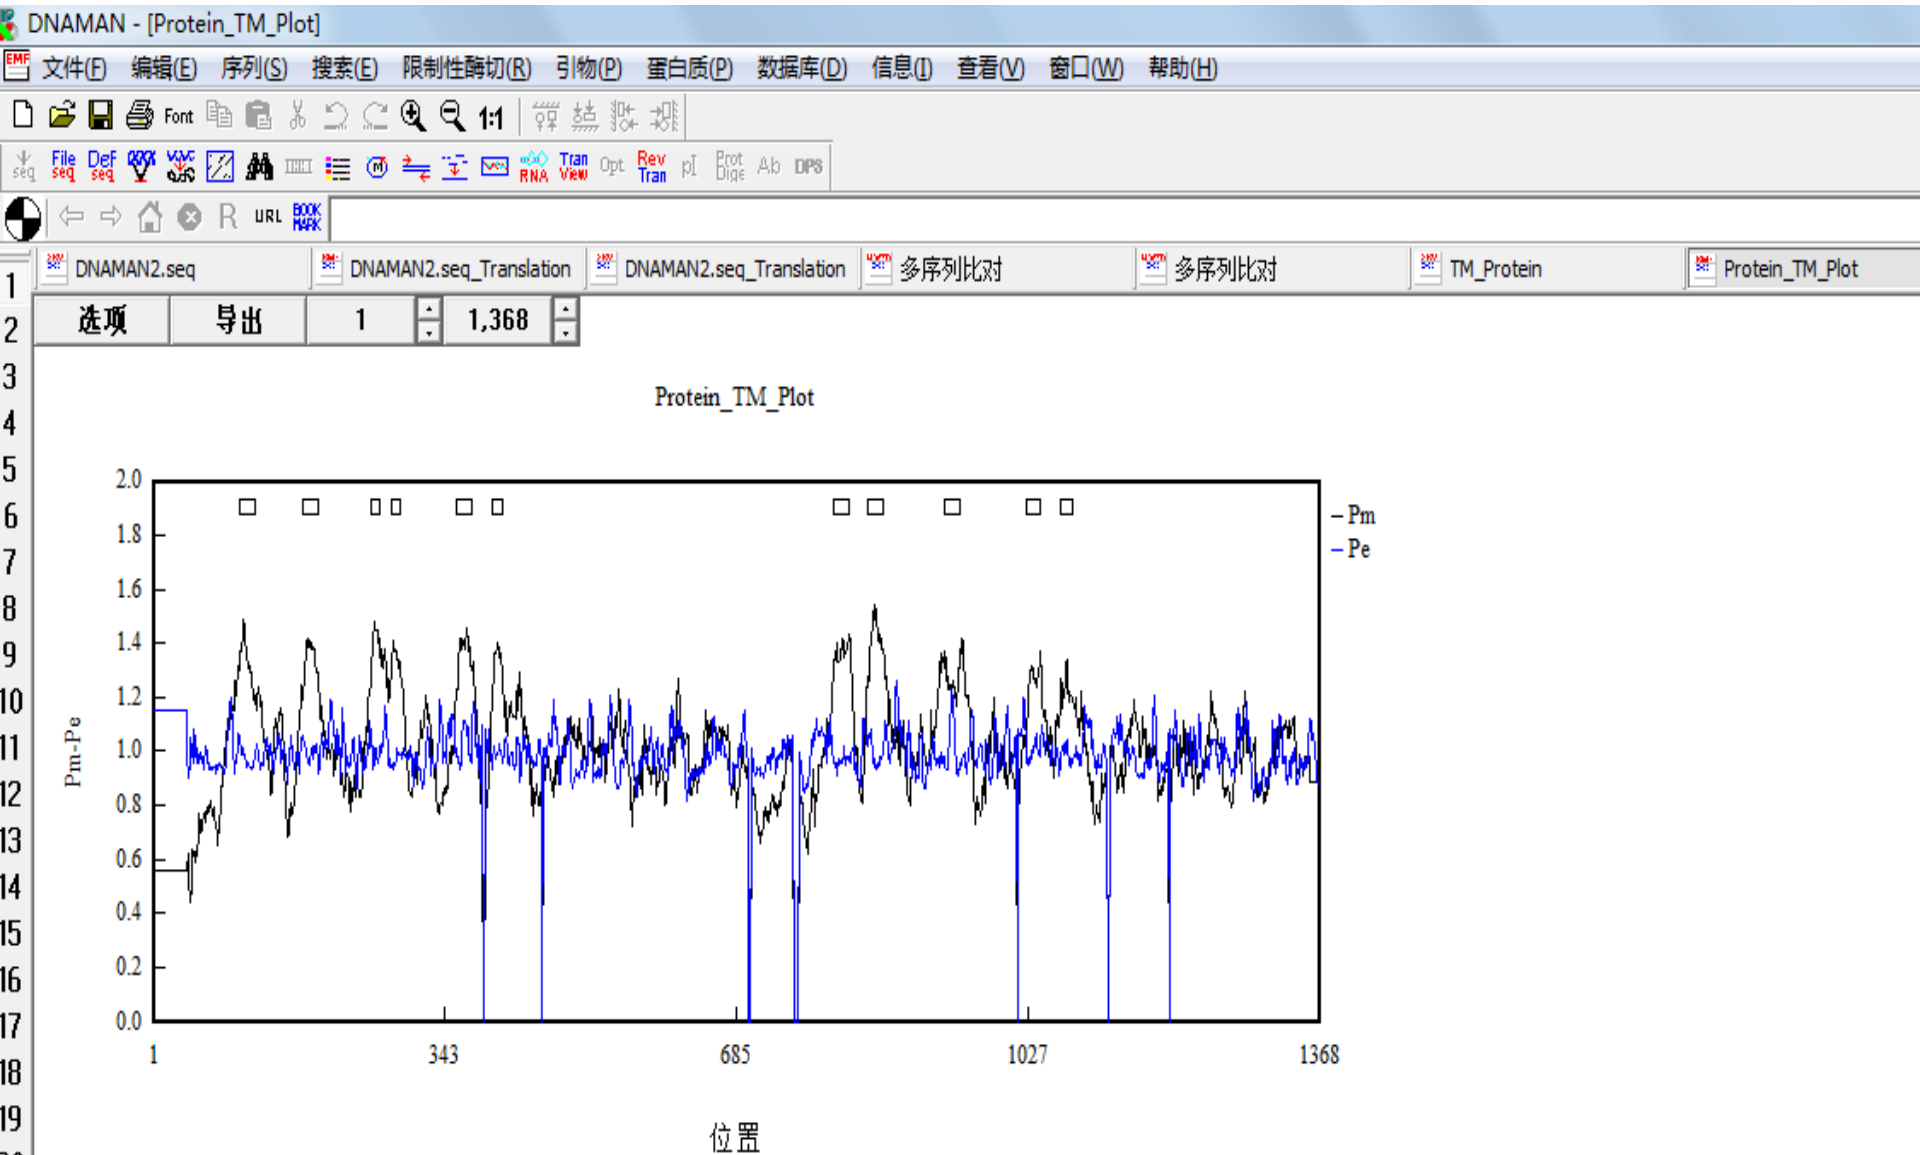 DNAMAN - [Protein_TM_Plot]
EMF 文件(F) 编辑(E) 序列(S) 搜索(E) 限制性酶切(R) 引物(P) 蛋白质(P) 数据库(D) 信息(I) 查看(V) 窗口(W) 帮助(H)
Font 1:1
seq File seq Def seq RNA Tran View Opt Rev Tran pI Prot Dige Ab DPS
R URL BOOK MARK
DNAMAN2.seq DNAMAN2.seq_Translation DNAMAN2.seq_Translation 多序列比对 多序列比对 TM_Protein Protein_TM_Plot
选项 导出 1 1,368
1
2
3
4
5
6
7
8
9
10
11
12
13
14
15
16
17
18
19
Protein_TM_Plot
2.0
1.8
1.6
1.4
1.2
1.0
0.8
0.6
0.4
0.2
0.0
Pm-Pe
Pm
Pe
1 343 685 1027 1368
位置